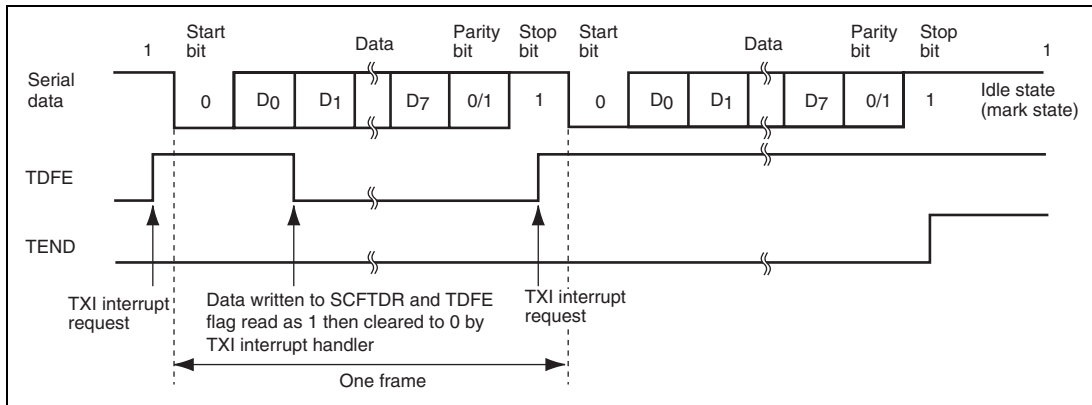 1
Start bit
Data
Parity bit
Stop bit
Start bit
Data
Parity bit
Stop bit
1
Serial data
0
D0
D1
D7
0/1
1
0
D0
D1
D7
0/1
1
Idle state
(mark state)
TDFE
TEND
TXI interrupt
request
Data written to SCFTDR and TDFE
flag read as 1 then cleared to 0 by
TXI interrupt handler
TXI interrupt
request
One frame